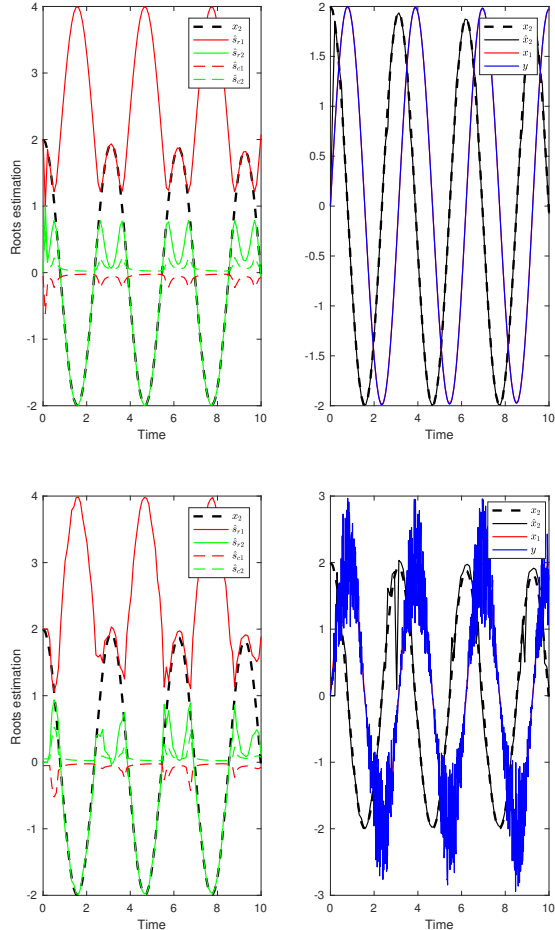 4
3
2
1
0
-1
-2
Roots estimation
0 2 4 6 8 10
Time
x₂
ŝᵣ₁
ŝᵣ₂
ŝ_c1
ŝ_c2
2
1.5
1
0.5
0
-0.5
-1
-1.5
-2
0 2 4 6 8 10
Time
x₂
x̂₂
x₁
y
4
3
2
1
0
-1
-2
Roots estimation
0 2 4 6 8 10
Time
x₂
ŝᵣ₁
ŝᵣ₂
ŝ_c1
ŝ_c2
3
2
1
0
-1
-2
-3
0 2 4 6 8 10
Time
x₂
x̂₂
x₁
y